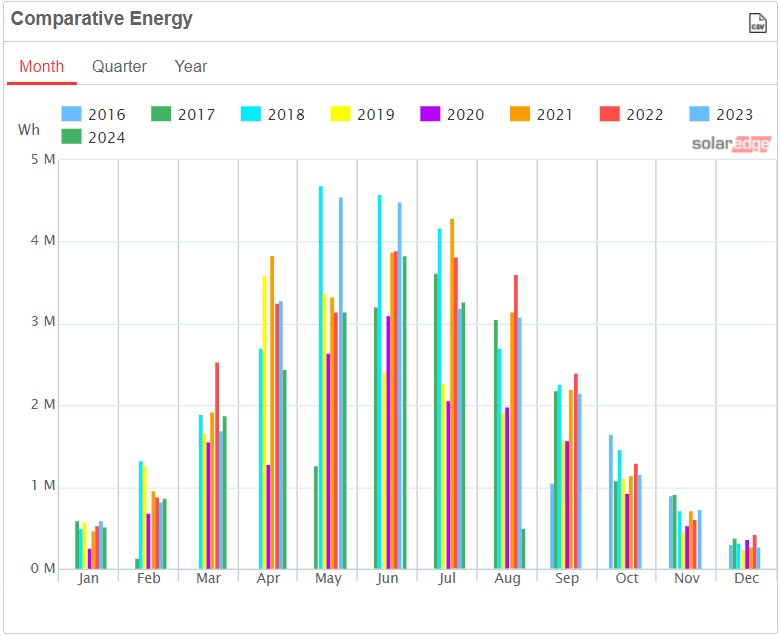 Comparative Energy
CSV
Month Quarter Year
Wh
2016 2017 2018 2019 2020 2021 2022 2023
2024
solaredge
5 M
4 M
3 M
2 M
1 M
0 M
Jan Feb Mar Apr May Jun Jul Aug Sep Oct Nov Dec